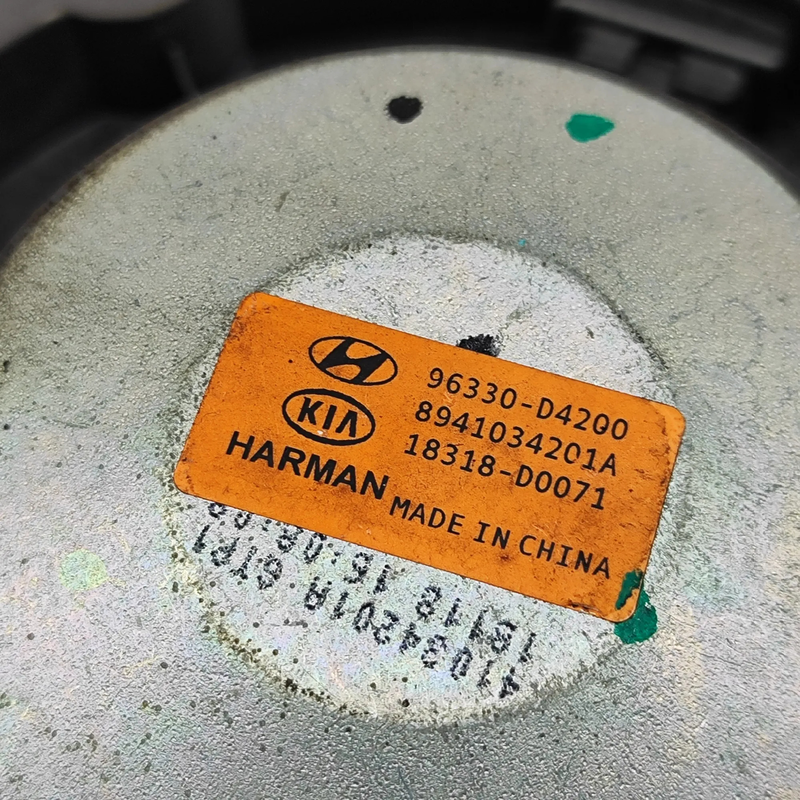 96330-D4200
KIA
8941034201A
18318-D0071
HARMAN
MADE IN CHINA